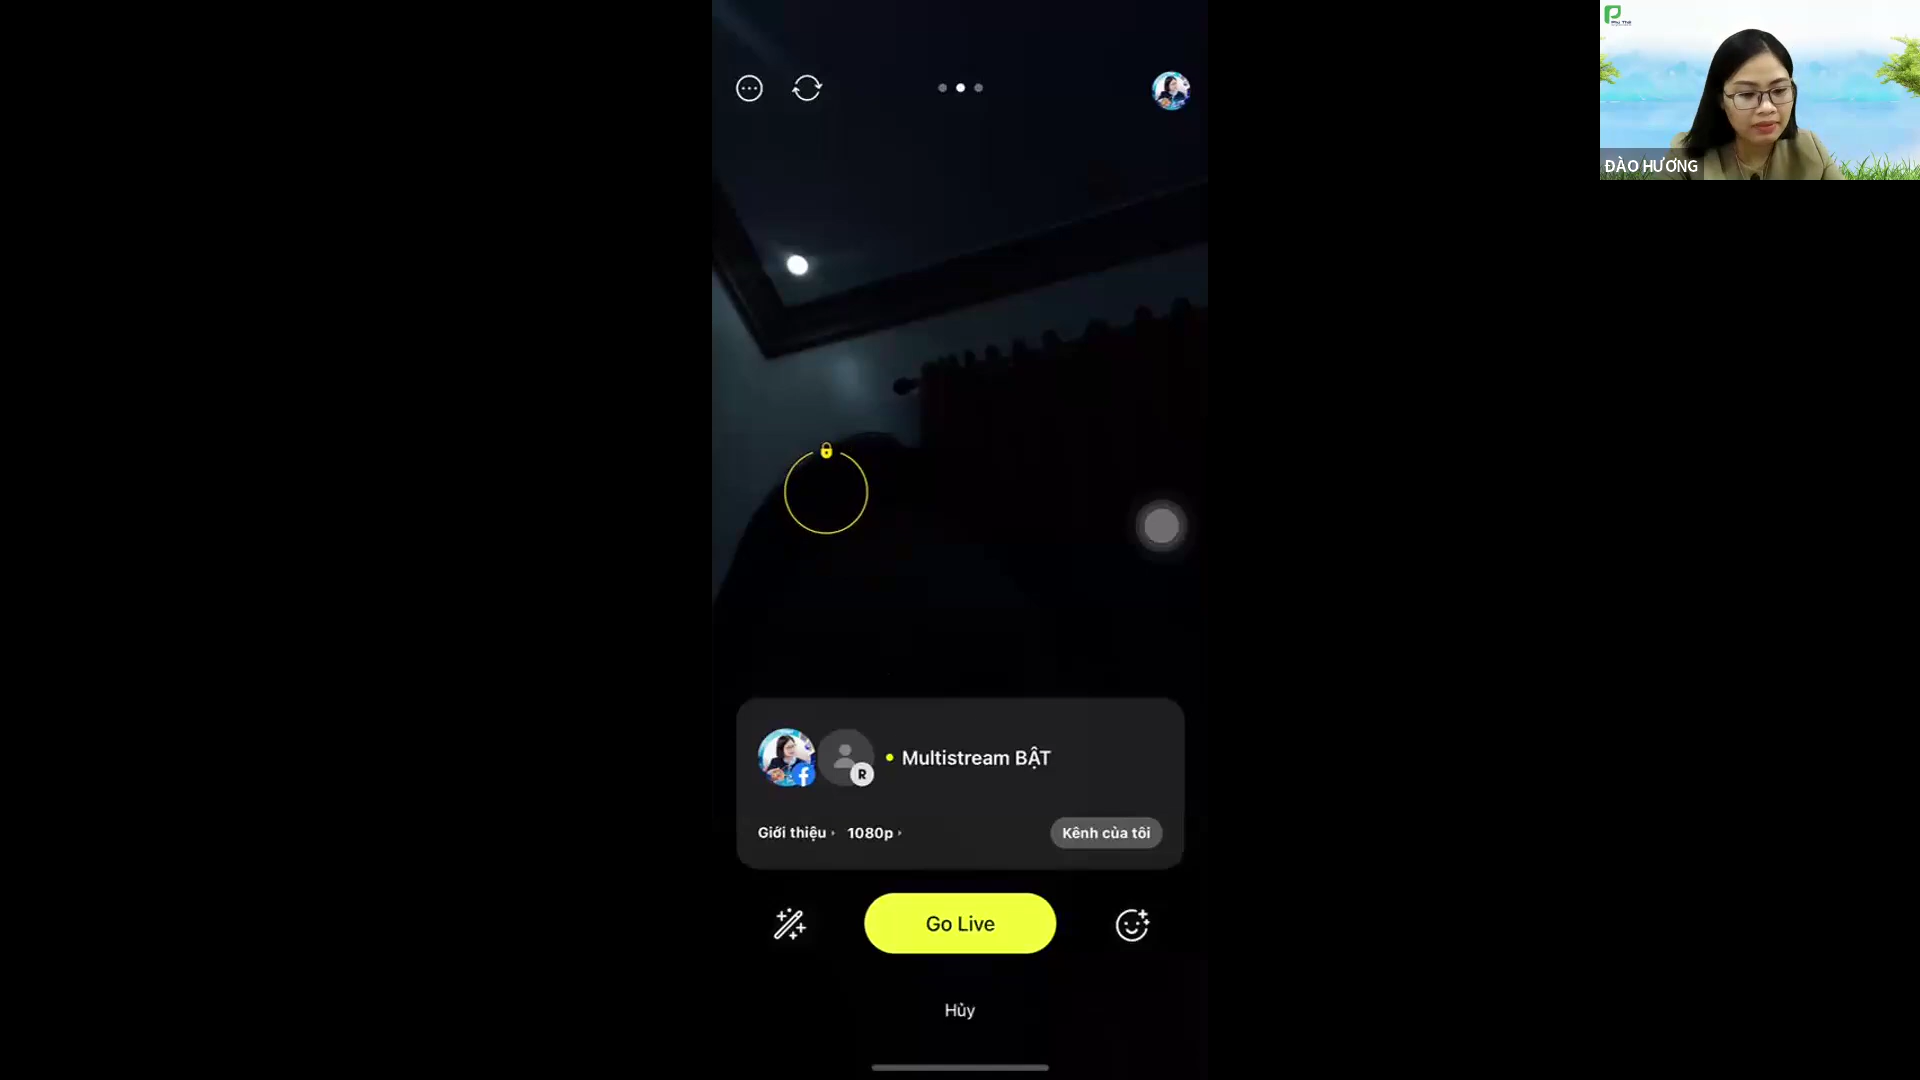 ĐÀO HƯƠNG
R
Multistream BẬT
Giới thiệu
1080p
Kênh của tôi
Go Live
Hủy